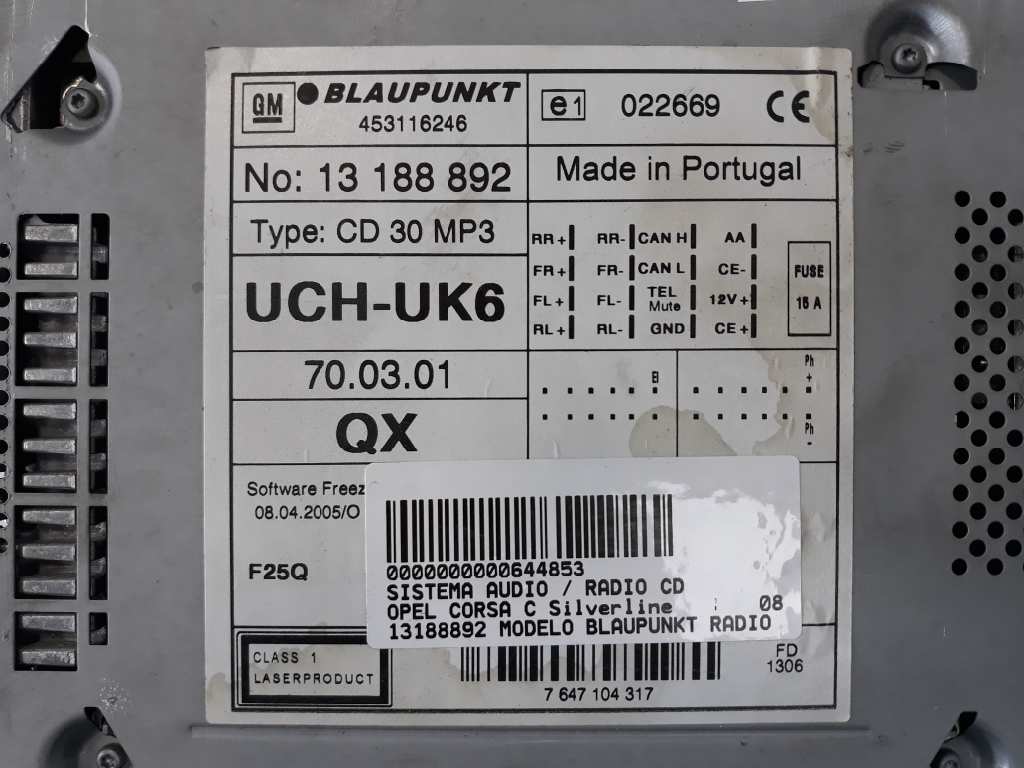 GM BLAUPUNKT
453116246
e1 022669 CE
No: 13 188 892
Made in Portugal
Type: CD 30 MP3
UCH-UK6
70.03.01
QX
RR+ RR- CAN H AA
FR+ FR- CAN L CE-
FL+ FL- TEL Mute 12V+
RL+ RL- GND CE+
FUSE
15 A
Ph
+
Ph
-
Software Freez
08.04.2005/O
F25Q
0000000000644853
SISTEMA AUDIO / RADIO CD
OPEL CORSA C Silverline 08
13188892 MODELO BLAUPUNKT RADIO
CLASS 1
LASERPRODUCT
FD
1306
7 647 104 317